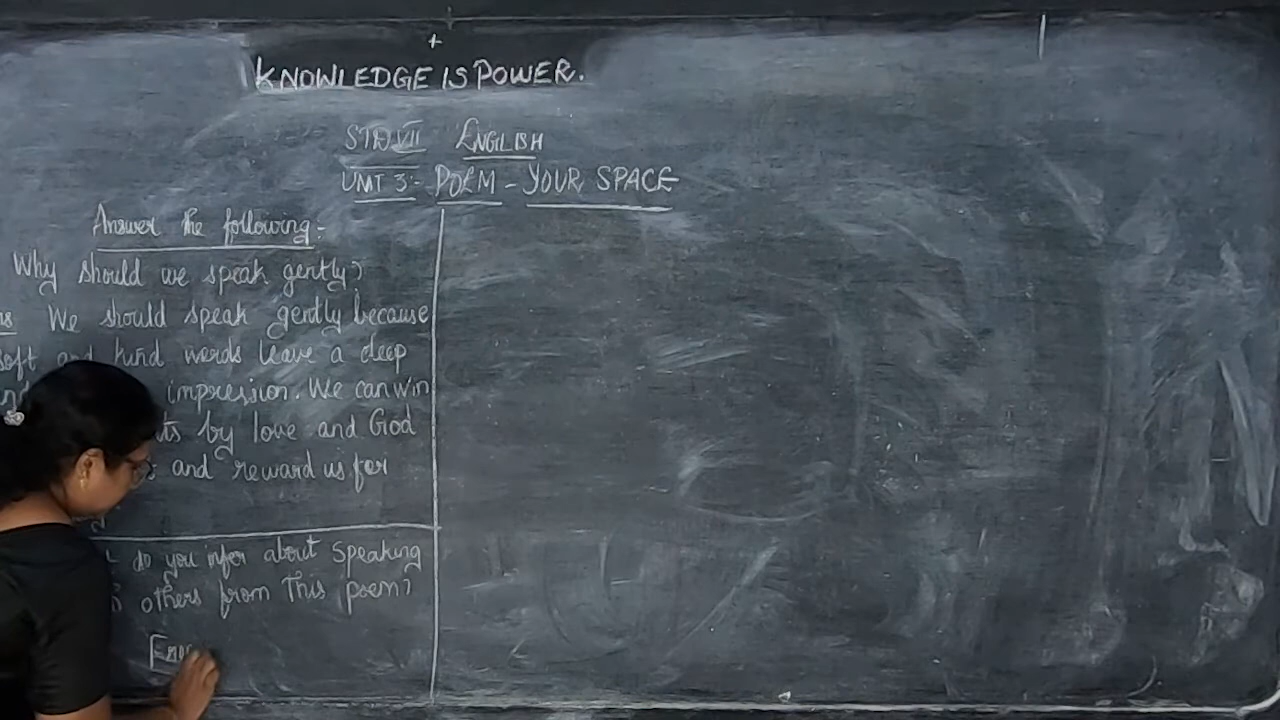 KNOWLEDGE IS POWER.
STD VII ENGLISH
UNIT 3:- POEM - YOUR SPACE
Answer the following:-
Why should we speak gently?
We should speak gently because
soft and kind words leave a deep
impression. We can win
by love and God
and reward us for
do you infer about speaking
others from this poem?